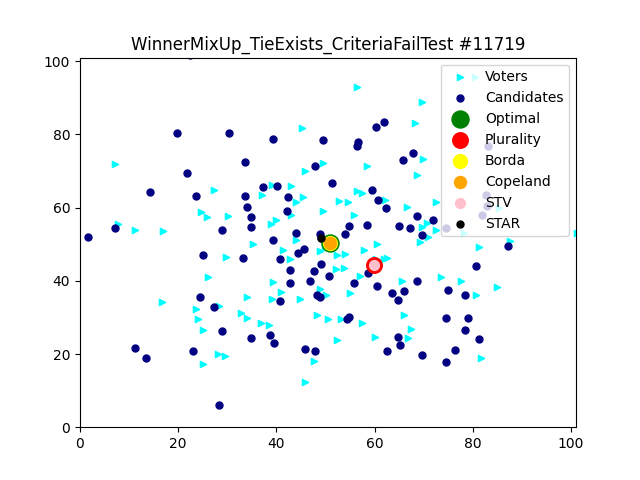 WinnerMixUp_TieExists_CriteriaFailTest #11719
100
80
60
40
20
0
0
20
40
60
80
100
Voters
Candidates
Optimal
Plurality
Borda
Copeland
STV
STAR